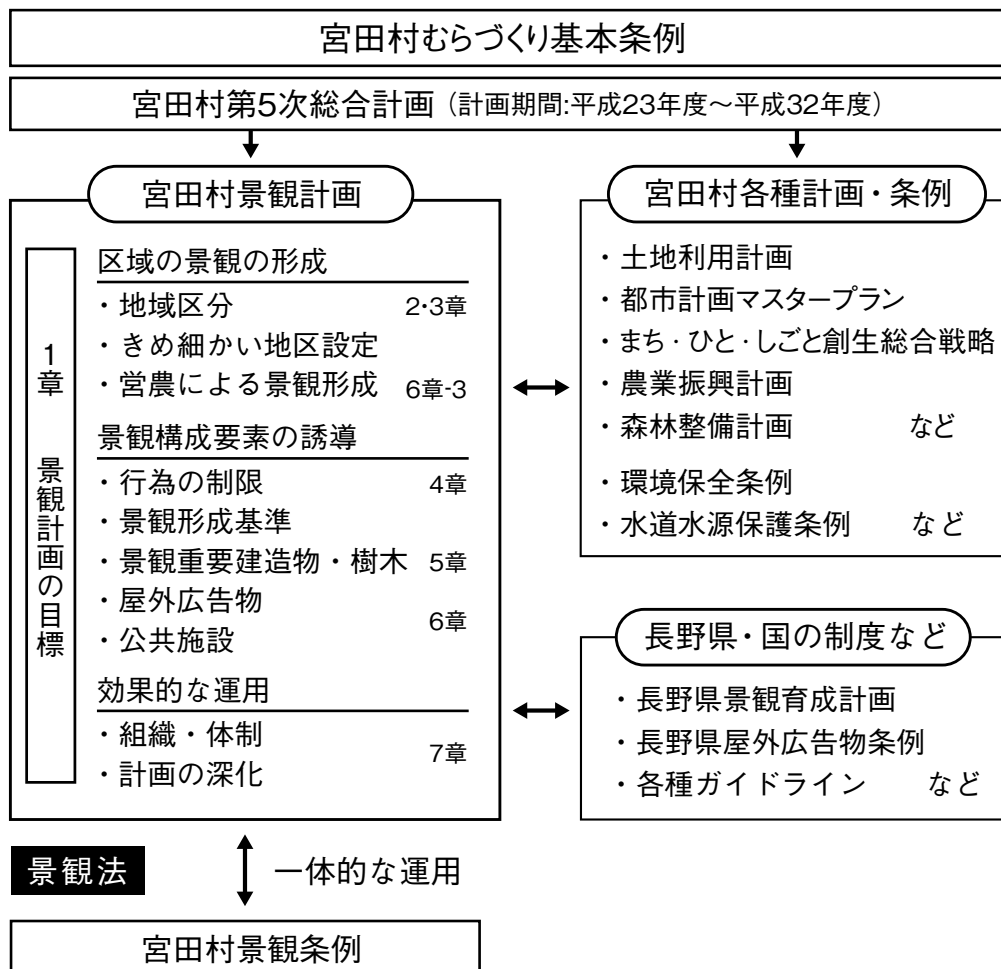 宮田村むらづくり基本条例
宮田村第5次総合計画（計画期間:平成23年度～平成32年度）
宮田村景観計画
1章　景観計画の目標
区域の景観の形成
・地域区分　2・3章
・きめ細かい地区設定
・営農による景観形成　6章-3
景観構成要素の誘導
・行為の制限　4章
・景観形成基準
・景観重要建造物・樹木　5章
・屋外広告物
6章
・公共施設
効果的な運用
・組織・体制
7章
・計画の深化
宮田村各種計画・条例
・土地利用計画
・都市計画マスタープラン
・まち・ひと・しごと創生総合戦略
・農業振興計画
・森林整備計画　など
・環境保全条例
・水道水源保護条例　など
長野県・国の制度など
・長野県景観育成計画
・長野県屋外広告物条例
・各種ガイドライン　など
景観法
一体的な運用
宮田村景観条例